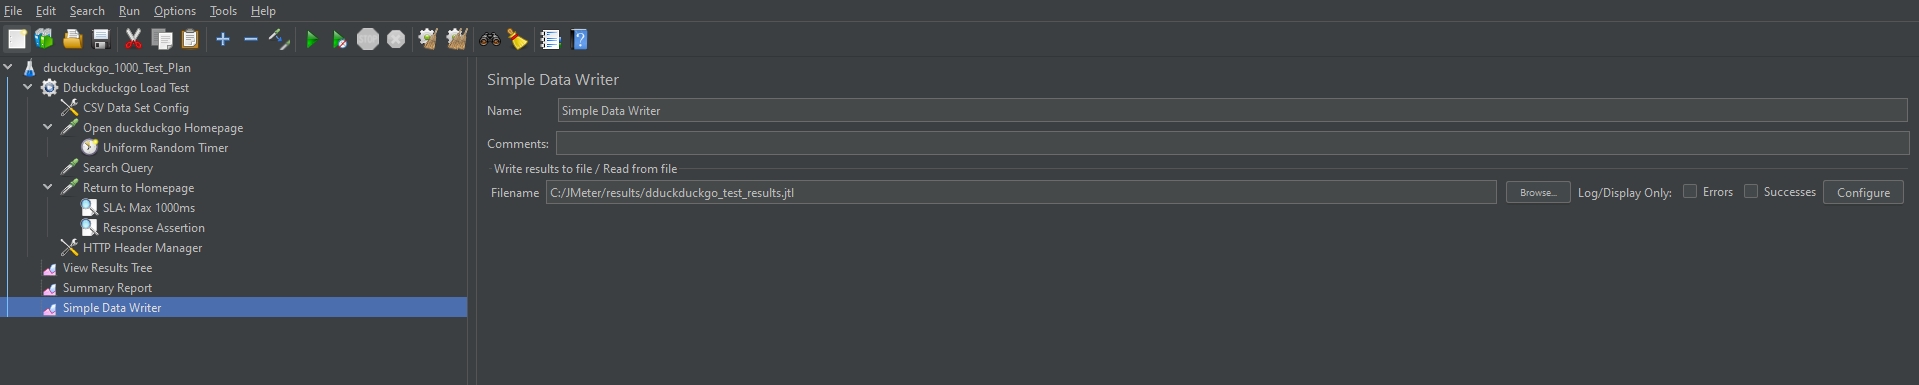 File Edit Search Run Options Tools Help
STOP
duckduckgo_1000_Test_Plan
Dduckduckgo Load Test
CSV Data Set Config
Open duckduckgo Homepage
Uniform Random Timer
Search Query
Return to Homepage
SLA: Max 1000ms
Response Assertion
HTTP Header Manager
View Results Tree
Summary Report
Simple Data Writer
Simple Data Writer
Name: Simple Data Writer
Comments:
Write results to file / Read from file
Filename C:/JMeter/results/dduckduckgo_test_results.jtl Browse... Log/Display Only: Errors Successes Configure